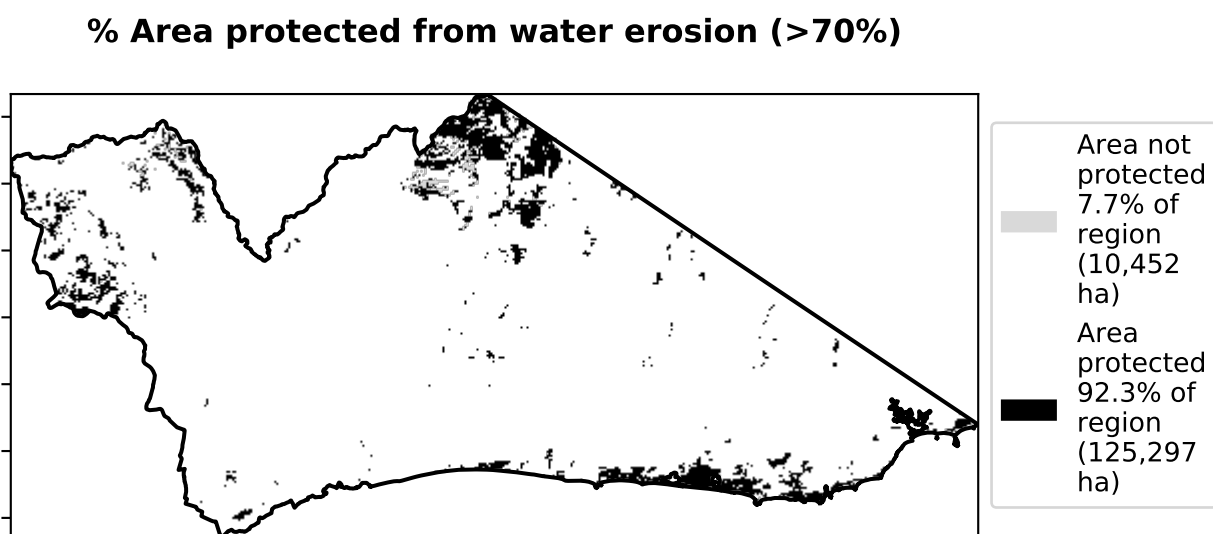 % Area protected from water erosion (>70%)
Area not
protected
7.7% of
region
(10,452
ha)
Area
protected
92.3% of
region
(125,297
ha)